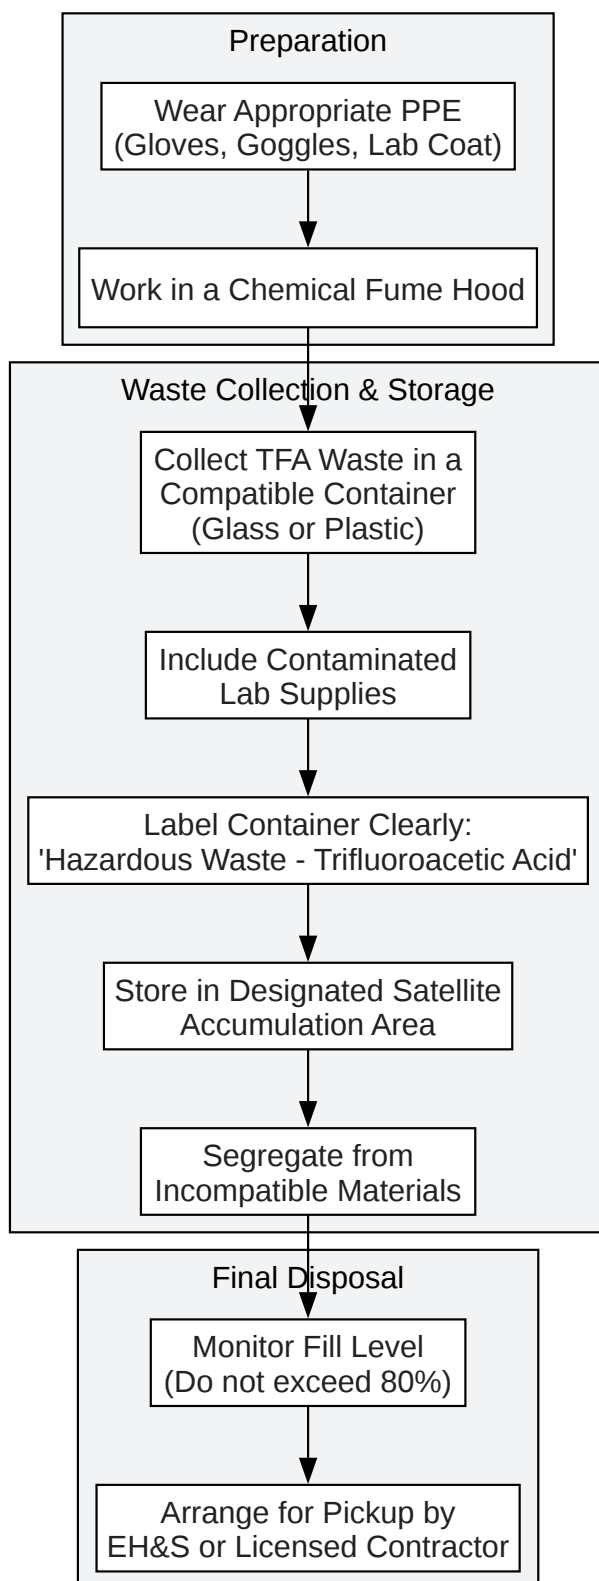 Preparation
Wear Appropriate PPE
(Gloves, Goggles, Lab Coat)
Work in a Chemical Fume Hood
Waste Collection & Storage
Collect TFA Waste in a
Compatible Container
(Glass or Plastic)
Include Contaminated
Lab Supplies
Label Container Clearly:
'Hazardous Waste - Trifluoroacetic Acid'
Store in Designated Satellite
Accumulation Area
Segregate from
Incompatible Materials
Final Disposal
Monitor Fill Level
(Do not exceed 80%)
Arrange for Pickup by
EH&S or Licensed Contractor